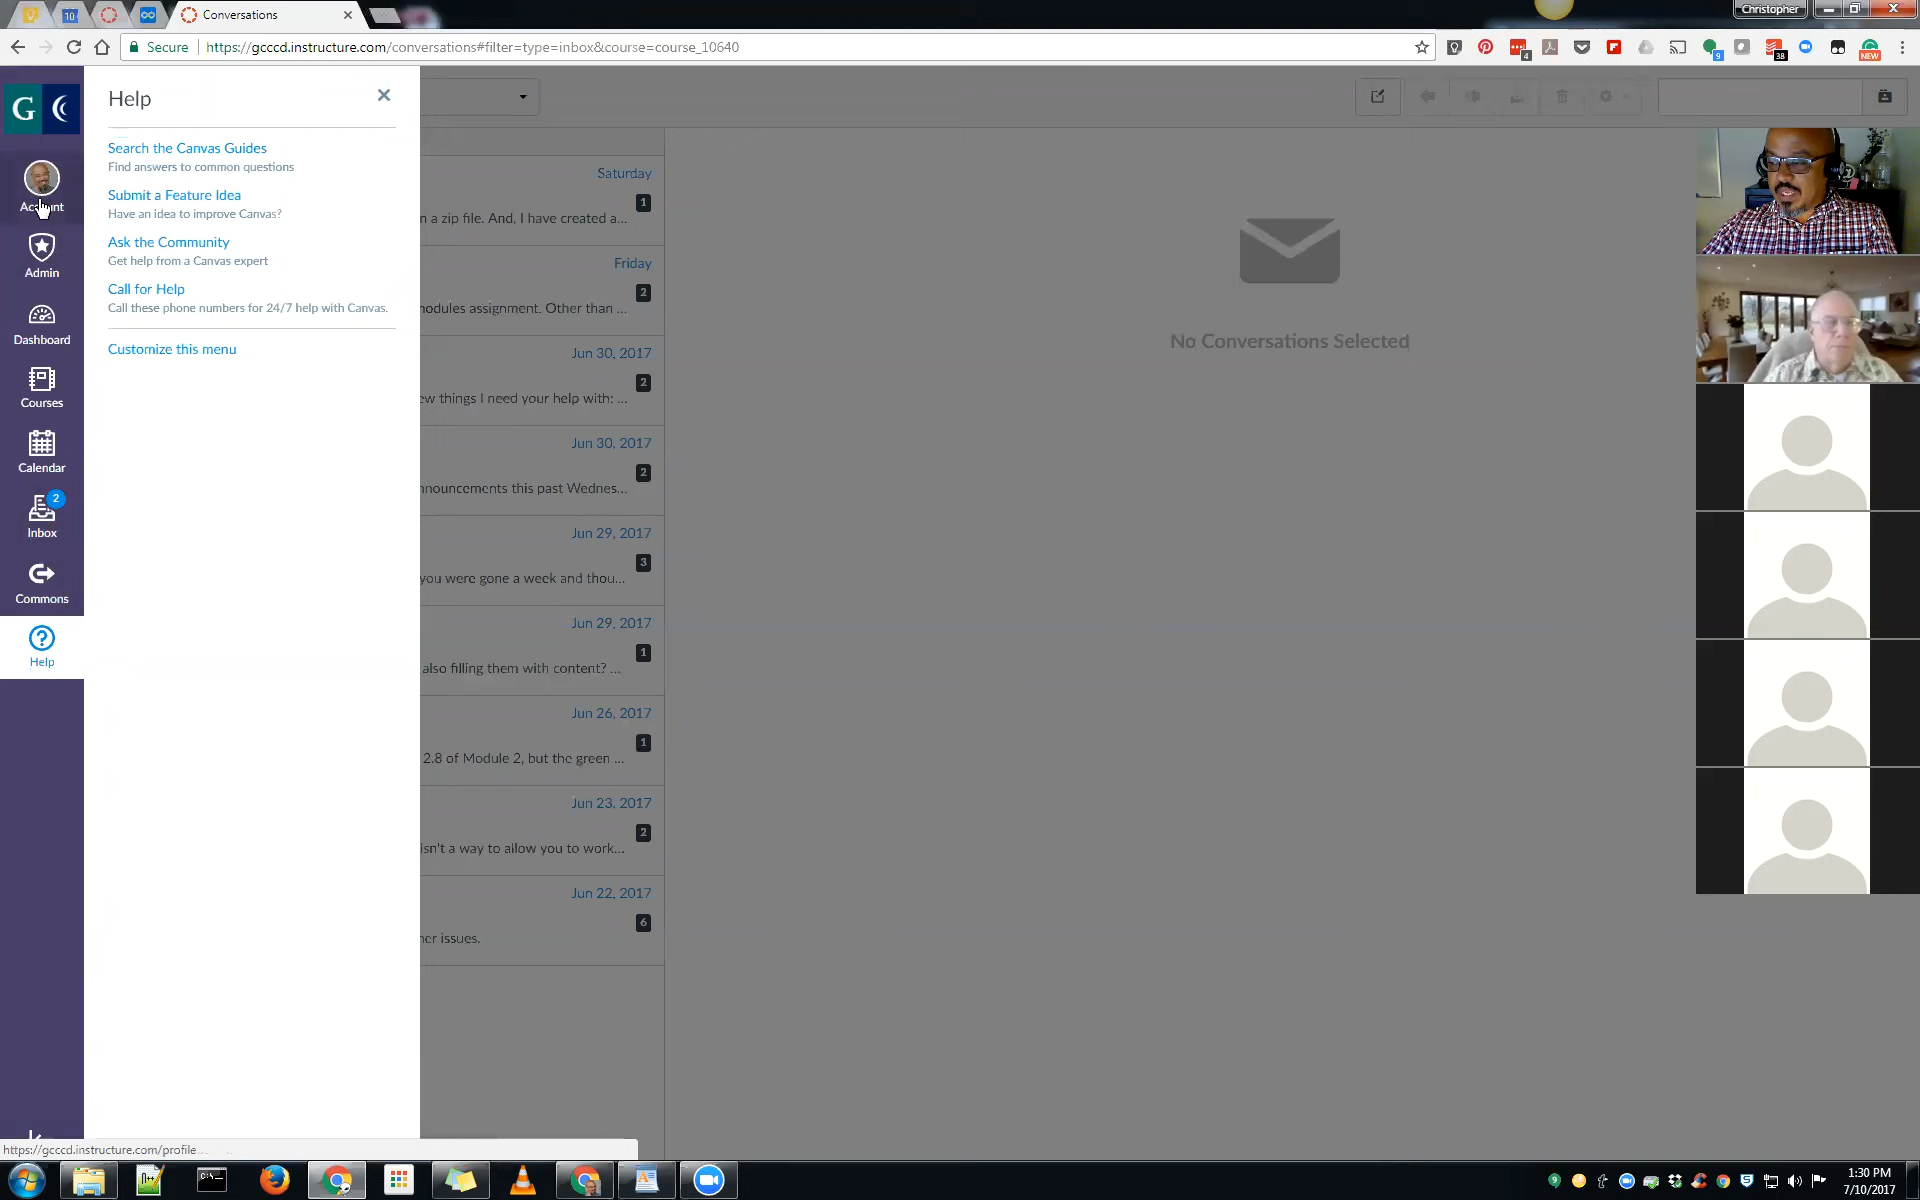 Conversations
Christopher
Secure
https://gcccd.instructure.com/conversations#filter=type=inbox&course=course_10640
10
4
9
38
NEW
G
Account
Admin
Dashboard
Courses
Calendar
2
Inbox
Commons
Help
Help
Search the Canvas Guides
Find answers to common questions
Submit a Feature Idea
Have an idea to improve Canvas?
Ask the Community
Get help from a Canvas expert
Call for Help
Call these phone numbers for 24/7 help with Canvas.
Customize this menu
Saturday
1
n a zip file. And, I have created a...
Friday
2
nodules assignment. Other than ...
Jun 30, 2017
2
ew things I need your help with: ...
Jun 30, 2017
2
nnouncements this past Wednes...
Jun 29, 2017
3
you were gone a week and thou...
Jun 29, 2017
1
also filling them with content? ...
Jun 26, 2017
1
2.8 of Module 2, but the green ...
Jun 23, 2017
2
isn't a way to allow you to work...
Jun 22, 2017
6
her issues.
No Conversations Selected
https://gcccd.instructure.com/profile
1:30 PM
7/10/2017